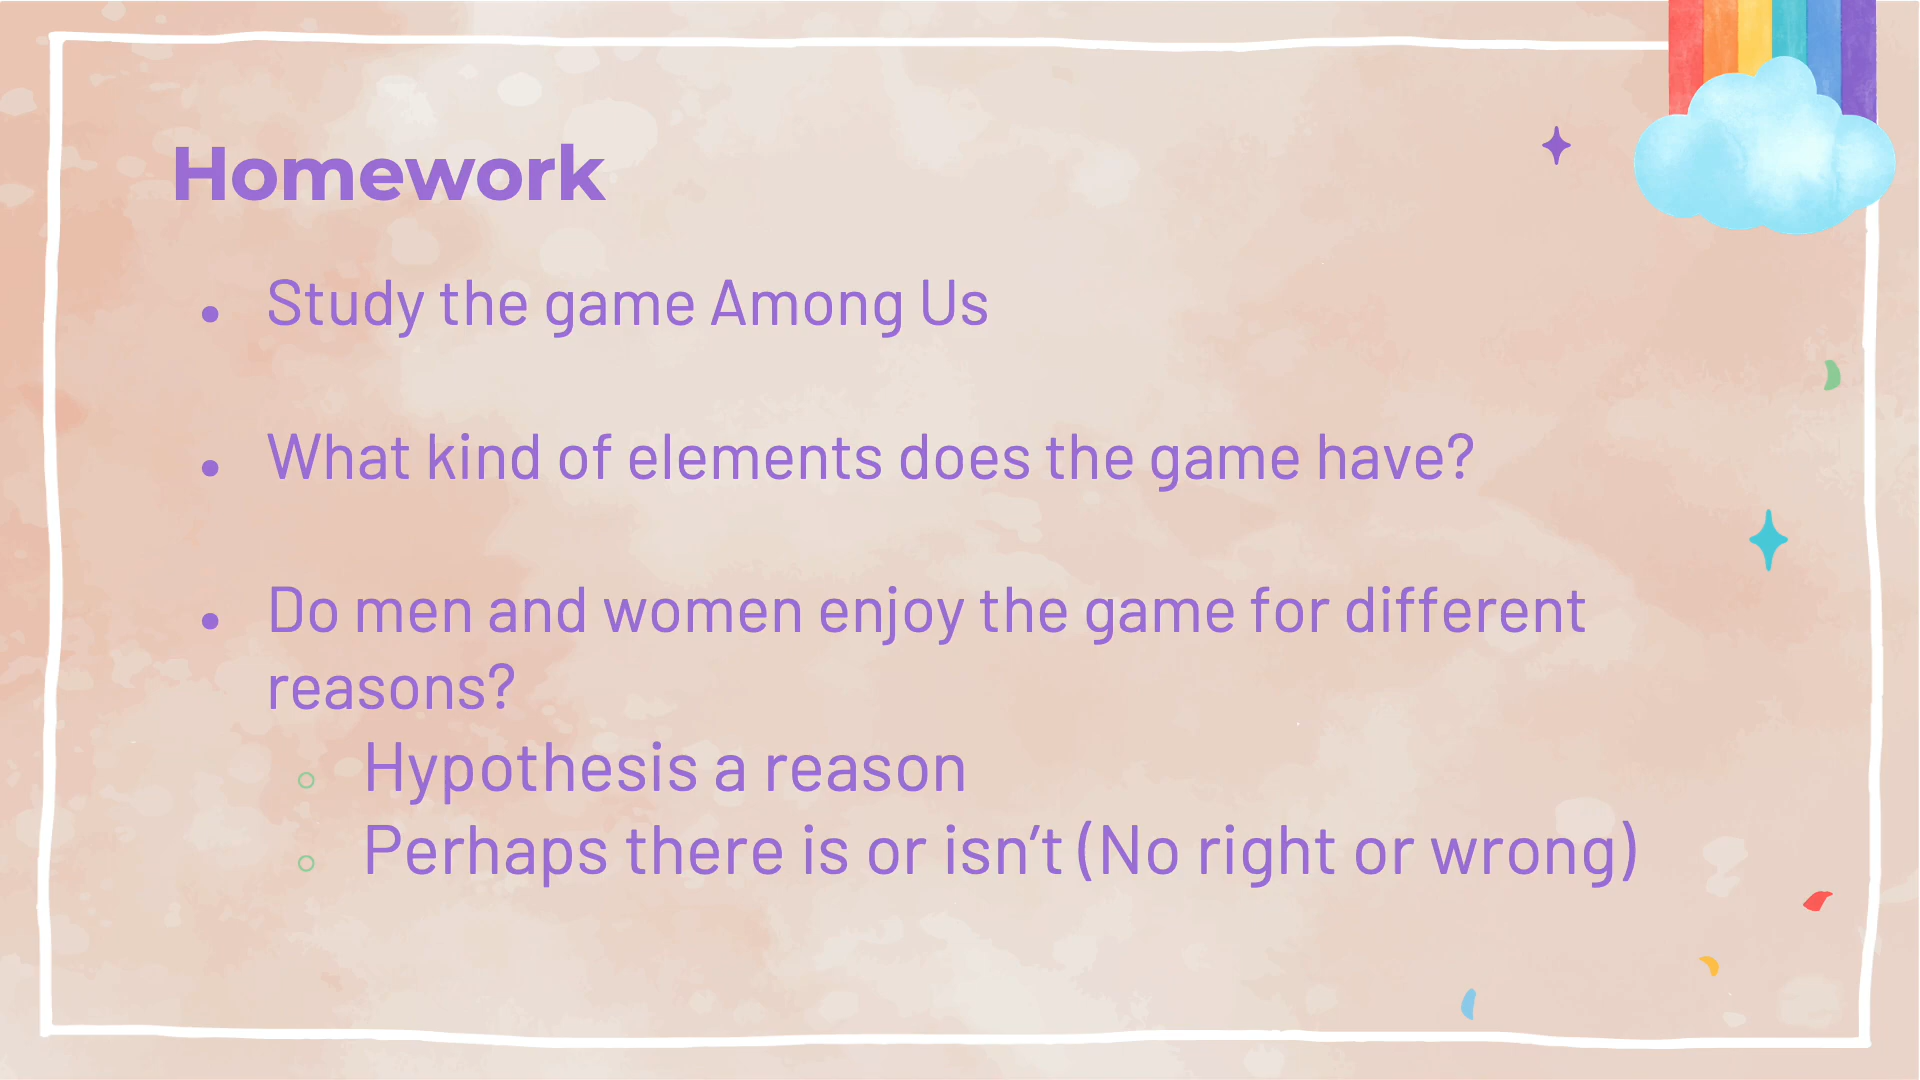 Homework
• Study the game Among Us
• What kind of elements does the game have?
• Do men and women enjoy the game for different
reasons?
○ Hypothesis a reason
○ Perhaps there is or isn’t (No right or wrong)